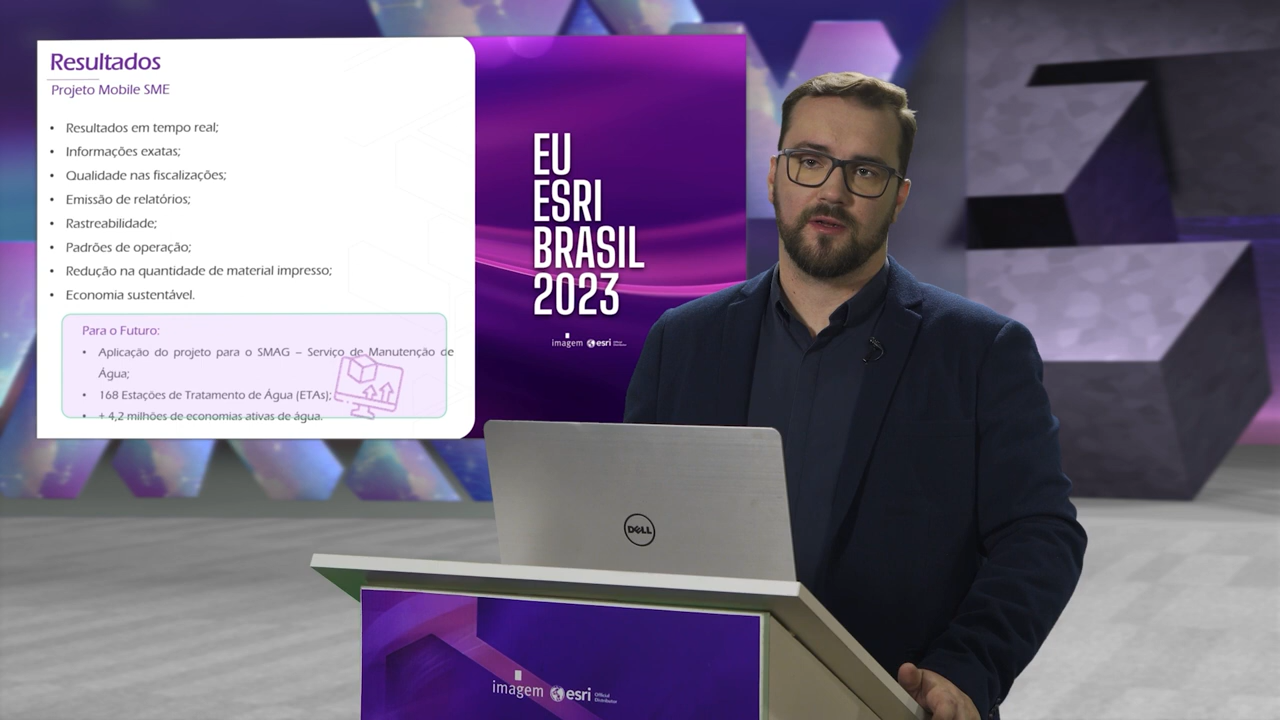 Resultados
Projeto Mobile SME
• Resultados em tempo real;
• Informações exatas;
• Qualidade nas fiscalizações;
• Emissão de relatórios;
• Rastreabilidade;
• Padrões de operação;
• Redução na quantidade de material impresso;
• Economia sustentável.
Para o Futuro:
• Aplicação do projeto para o SMAG – Serviço de Manutenção de
Água;
• 168 Estações de Tratamento de Água (ETAs);
• + 4,2 milhões de economias ativas de água.
EU
ESRI
BRASIL
2023
imagem esri
DELL
imagem esri Official
Distributor